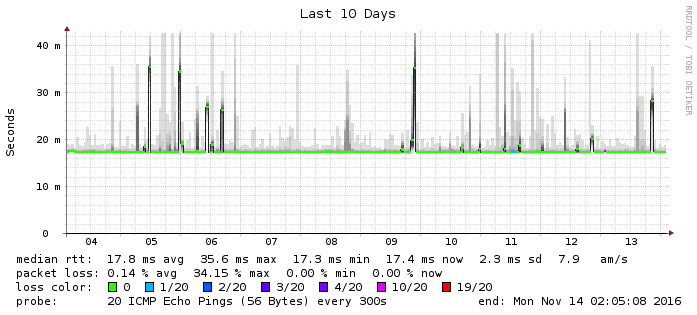 Last 10 Days
RRDTOOL / TOBI OETIKER
Seconds
40 m
30 m
20 m
10 m
0
04 05 06 07 08 09 10 11 12 13
median rtt: 17.8 ms avg 35.6 ms max 17.3 ms min 17.4 ms now 2.3 ms sd 7.9 am/s
packet loss: 0.14 % avg 34.15 % max 0.00 % min 0.00 % now
loss color: 0 1/20 2/20 3/20 4/20 10/20 19/20
probe: 20 ICMP Echo Pings (56 Bytes) every 300s end: Mon Nov 14 02:05:08 2016